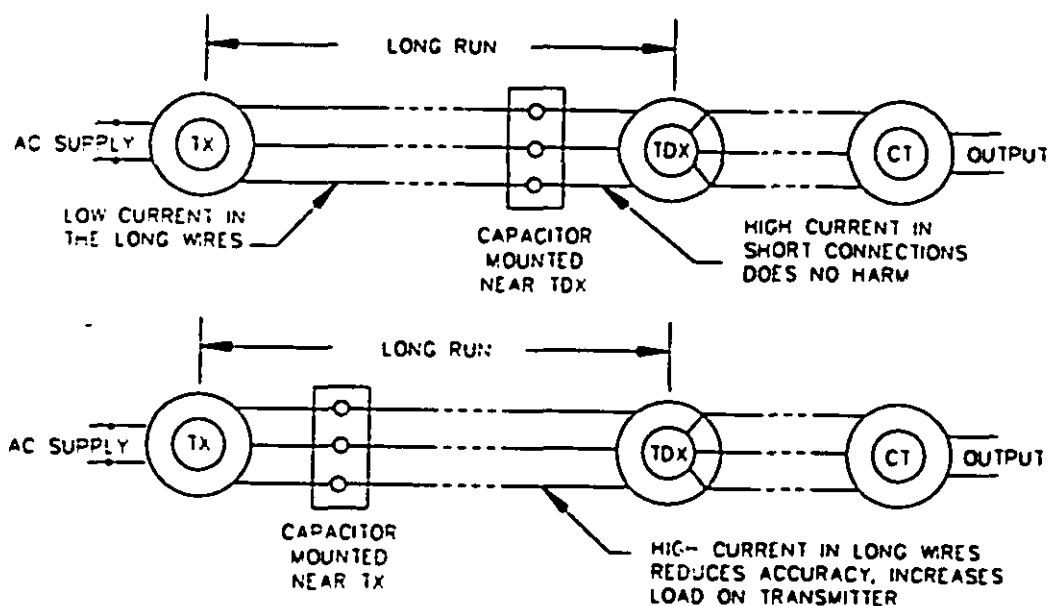 LONG RUN
AC SUPPLY
TX
TDX
CT
OUTPUT
LOW CURRENT IN
THE LONG WIRES
CAPACITOR
MOUNTED
NEAR TDX
HIGH CURRENT IN
SHORT CONNECTIONS
DOES NO HARM
LONG RUN
AC SUPPLY
TX
TDX
CT
OUTPUT
CAPACITOR
MOUNTED
NEAR TX
HIGH CURRENT IN LONG WIRES
REDUCES ACCURACY, INCREASES
LOAD ON TRANSMITTER